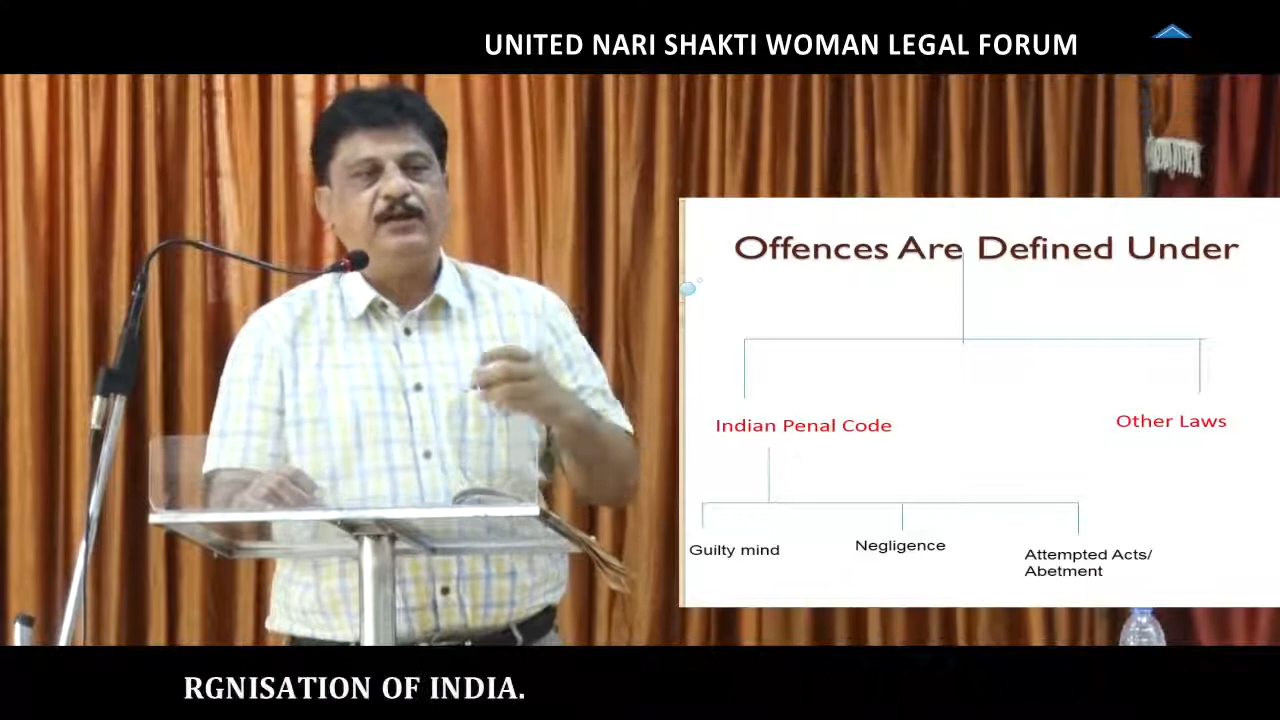 UNITED NARI SHAKTI WOMAN LEGAL FORUM
Offences Are Defined Under
Indian Penal Code
Other Laws
Guilty mind
Negligence
Attempted Acts/
Abetment
RGNISATION OF INDIA.